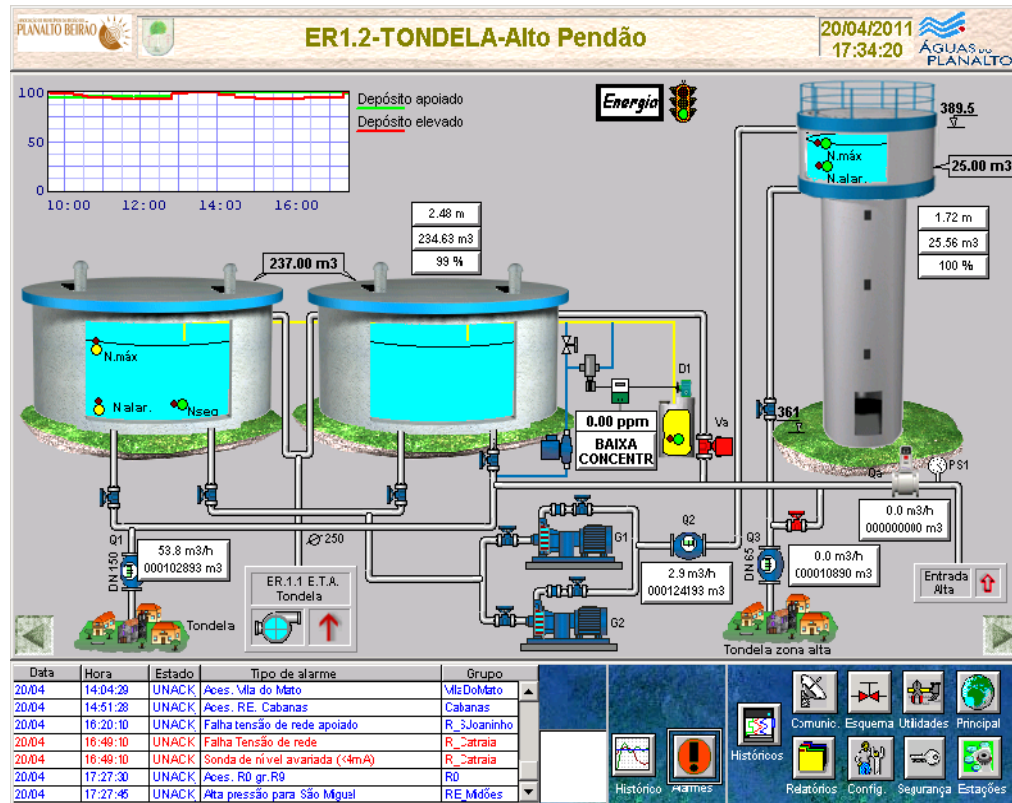 PLANALTO BEIRÃO
ER1.2-TONDELA-Alto Pendão
20/04/2011
17:34:20
ÁGUAS DO
PLANALTO
100
50
0
10:00 12:00 14:00 16:00
Depósito apoiado
Depósito elevado
Energia
389.5
N.máx
N.alar.
25.00 m3
2.48 m
234.63 m3
99 %
1.72 m
25.56 m3
100 %
237.00 m3
N.máx
N alar.
Nseg
D1
0.00 ppm
BAIXA
CONCENTR
Va
361
Qa
PS1
0.0 m3/h
000000000 m3
Q1
DN 150
53.8 m3/h
000102893 m3
Ø 250
G1
Q2
2.9 m3/h
000124193 m3
Q3
DN 65
0.0 m3/h
000010890 m3
Entrada
Alta
ER.1.1 E.T.A.
Tondela
G2
Tondela
Tondela zona alta
Data Hora Estado Tipo de alarme Grupo
20/04 14:04:29 UNACK Aces. Vila do Mato VilaDoMato
20/04 14:51:28 UNACK Aces. RE. Cabanas Cabanas
20/04 16:20:10 UNACK Falha tensão de rede apoiado R_SJoaninho
20/04 16:49:10 UNACK Falha Tensão de rede R_Catraia
20/04 16:49:10 UNACK Sonda de nível avariada (<4mA) R_Catraia
20/04 17:27:30 UNACK Aces. R0 gr.R9 R0
20/04 17:27:45 UNACK Alta pressão para São Miguel RE_Midões
Histórico
Alarmes
Históricos
Comunic. Esquema Utilidades Principal
Relatórios Config. Segurança Estações